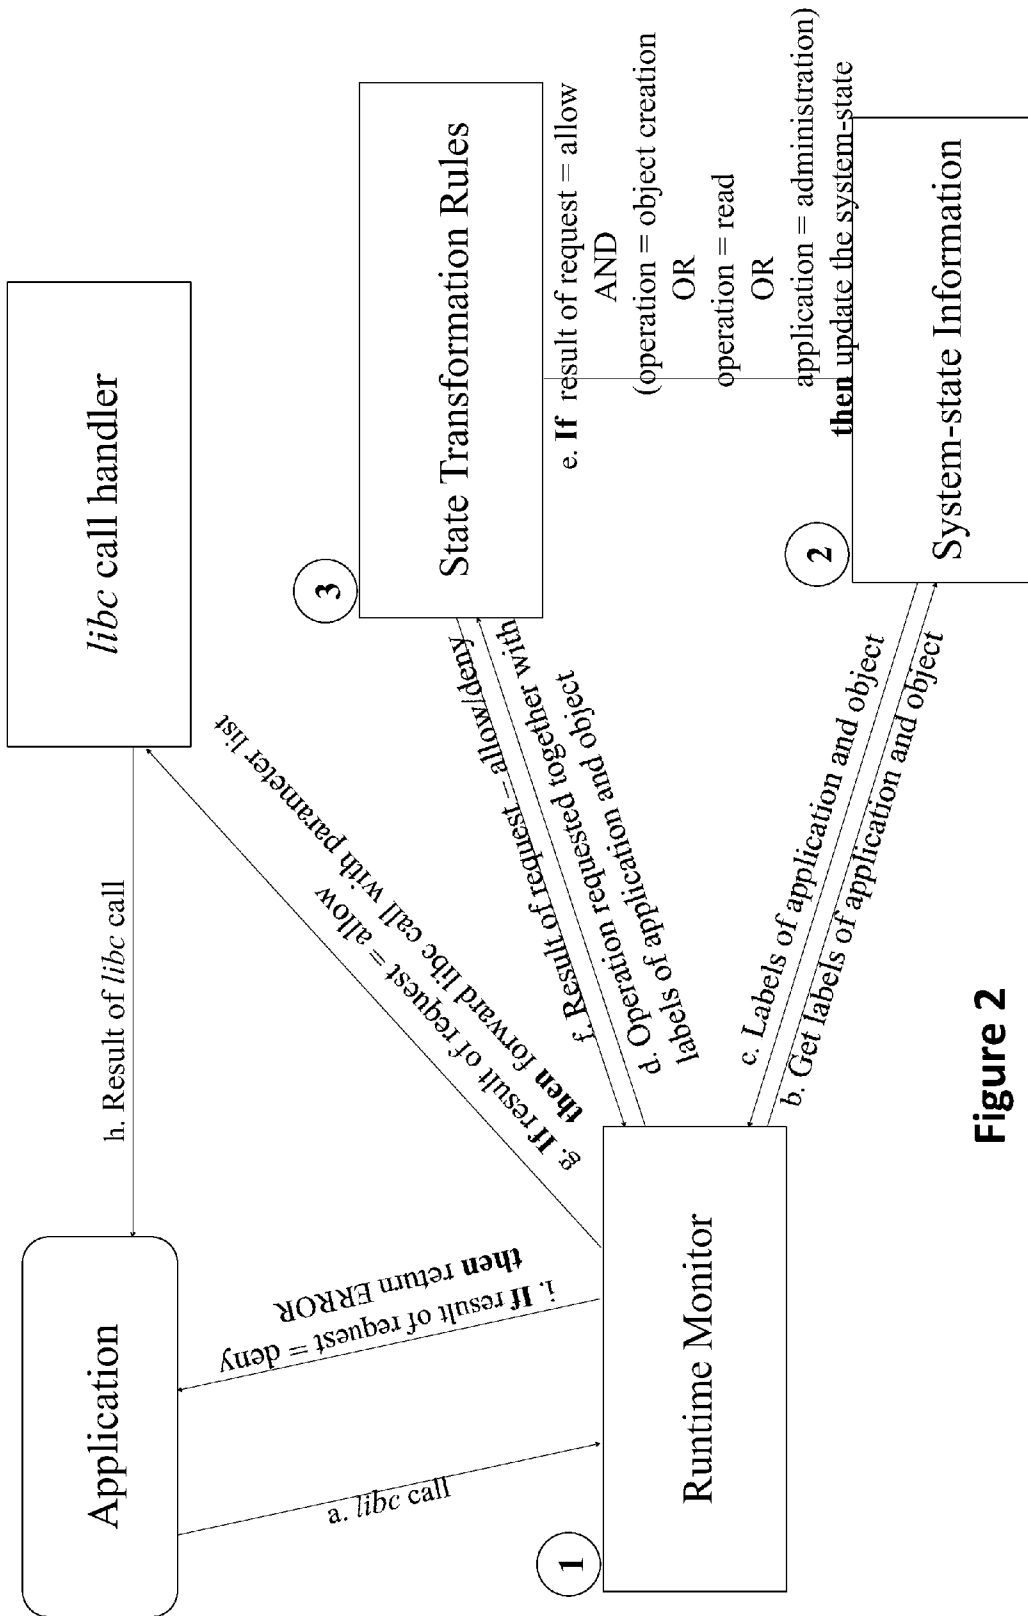 Application
h. Result of libc call
libc call handler
a. libc call
i. If result of request = deny
then return ERROR
g. If result of request = allow
then forward libc call with parameter list
3
State Transformation Rules
f. Result of request = allow/deny
d. Operation requested together with
labels of application and object
e. If result of request = allow
AND
(operation = object creation
OR
operation = read
OR
application = administration)
then update the system-state
1
Runtime Monitor
c. Labels of application and object
b. Get labels of application and object
2
System-state Information
Figure 2